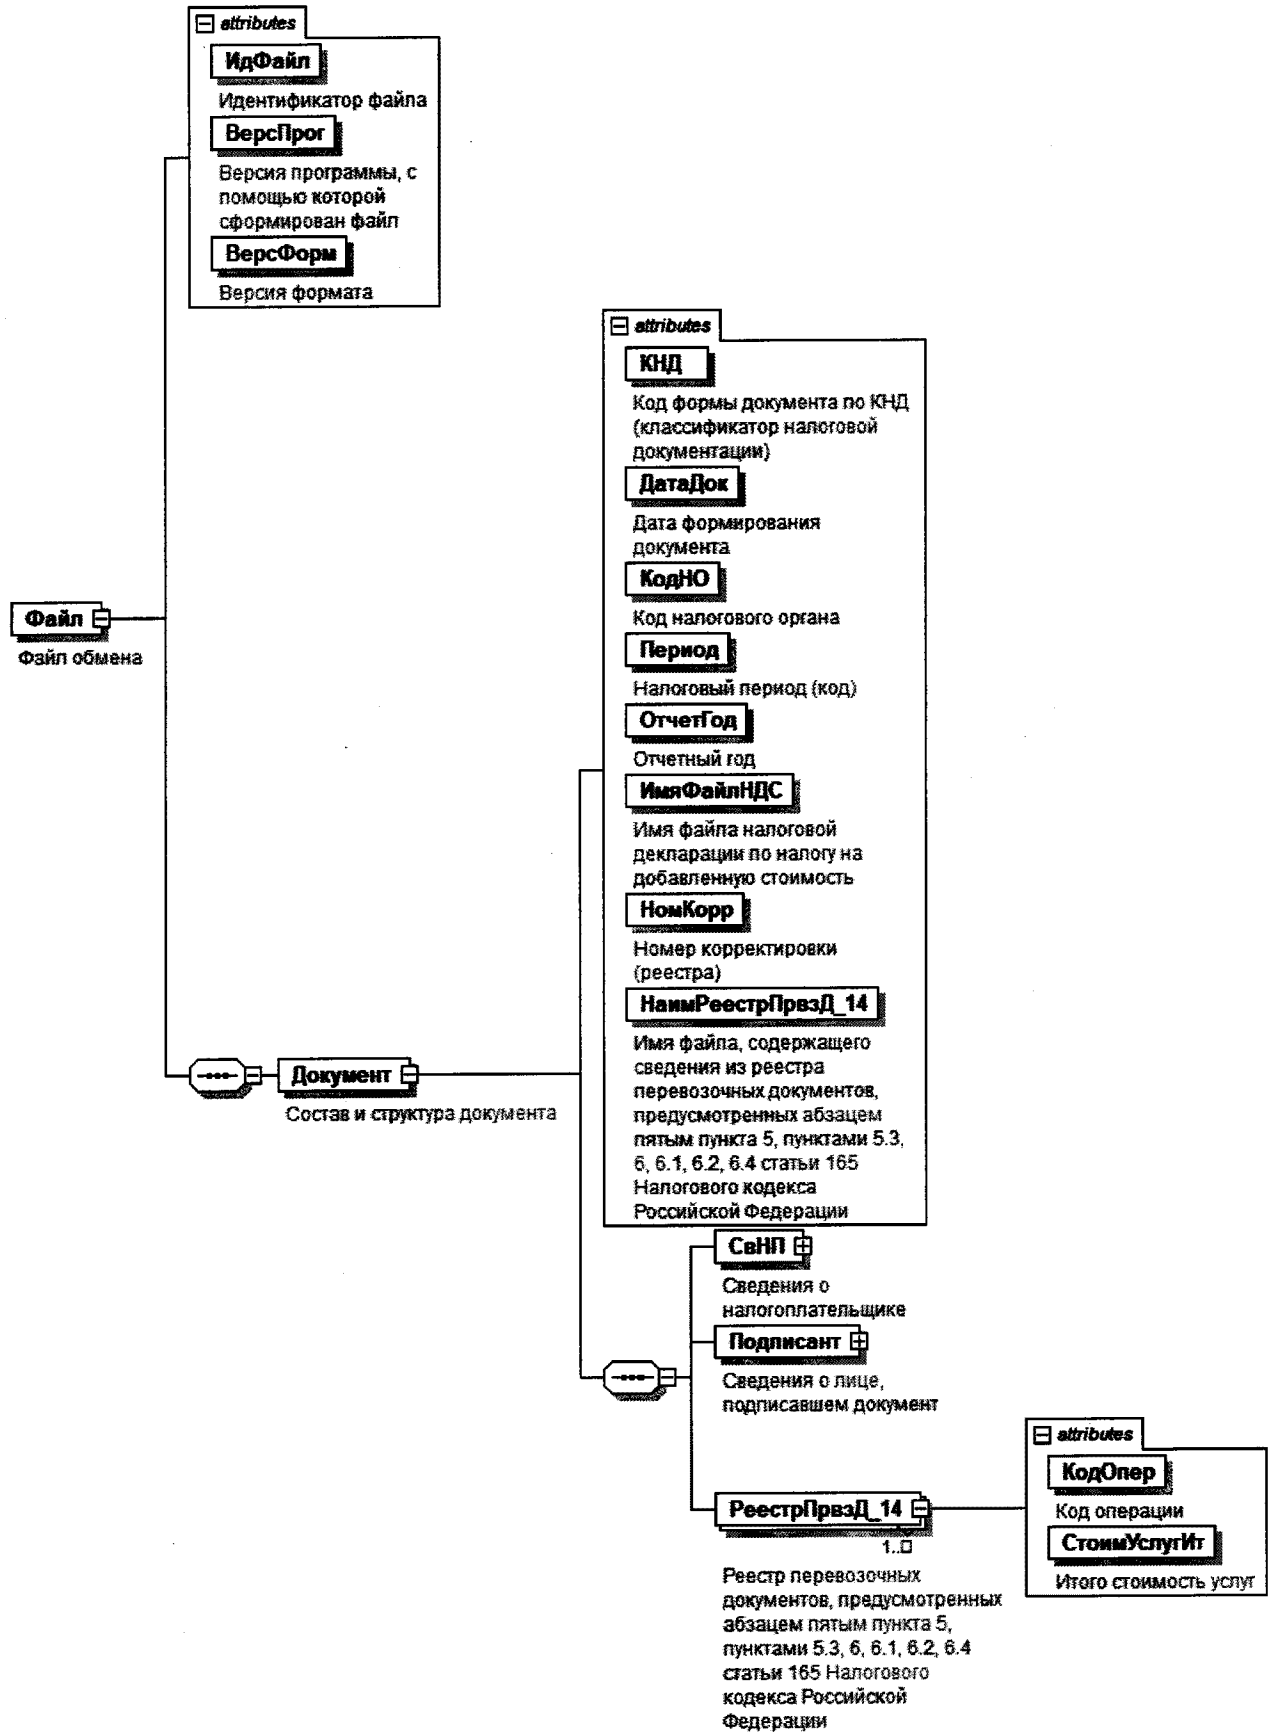 attributes
ИдФайл
Идентификатор файла
ВерсПрог
Версия программы, с
помощью которой
сформирован файл
ВерсФорм
Версия формата
Файл
Файл обмена
Документ
Состав и структура документа
attributes
КНД
Код формы документа по КНД
(классификатор налоговой
документации)
ДатаДок
Дата формирования
документа
КодНО
Код налогового органа
Период
Налоговый период (код)
ОтчетГод
Отчетный год
ИмяФайлНДС
Имя файла налоговой
декларации по налогу на
добавленную стоимость
НомКорр
Номер корректировки
(реестра)
НаимРеестрПрвзД_14
Имя файла, содержащего
сведения из реестра
перевозочных документов,
предусмотренных абзацем
пятым пункта 5, пунктами 5.3,
6, 6.1, 6.2, 6.4 статьи 165
Налогового кодекса
Российской Федерации
СвНП
Сведения о
налогоплательщике
Подписант
Сведения о лице,
подписавшем документ
РеестрПрвзД_14
1..
Реестр перевозочных
документов, предусмотренных
абзацем пятым пункта 5,
пунктами 5.3, 6, 6.1, 6.2, 6.4
статьи 165 Налогового
кодекса Российской
Федерации
attributes
КодОпер
Код операции
СтоимУслугИт
Итого стоимость услуг